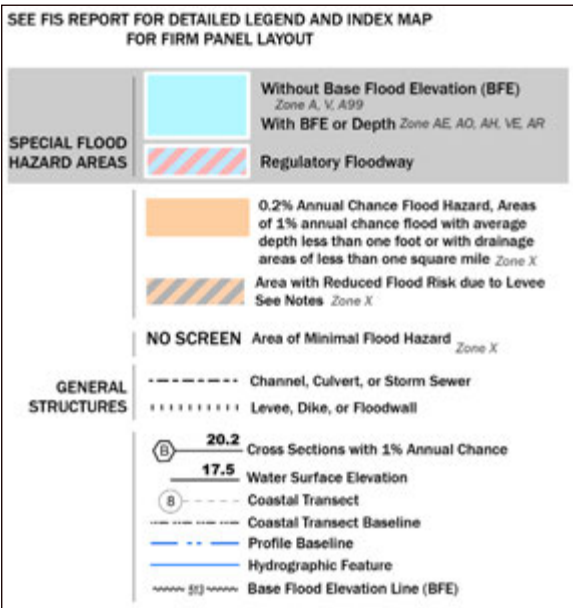 SEE FIS REPORT FOR DETAILED LEGEND AND INDEX MAP
FOR FIRM PANEL LAYOUT
SPECIAL FLOOD
HAZARD AREAS
Without Base Flood Elevation (BFE)
Zone A, V, A99
With BFE or Depth Zone AE, AO, AH, VE, AR
Regulatory Floodway
0.2% Annual Chance Flood Hazard, Areas
of 1% annual chance flood with average
depth less than one foot or with drainage
areas of less than one square mile Zone X
Area with Reduced Flood Risk due to Levee
See Notes Zone X
NO SCREEN Area of Minimal Flood Hazard Zone X
GENERAL
STRUCTURES
Channel, Culvert, or Storm Sewer
Levee, Dike, or Floodwall
B 20.2 Cross Sections with 1% Annual Chance
17.5 Water Surface Elevation
8 Coastal Transect
Coastal Transect Baseline
Profile Baseline
Hydrographic Feature
513 Base Flood Elevation Line (BFE)